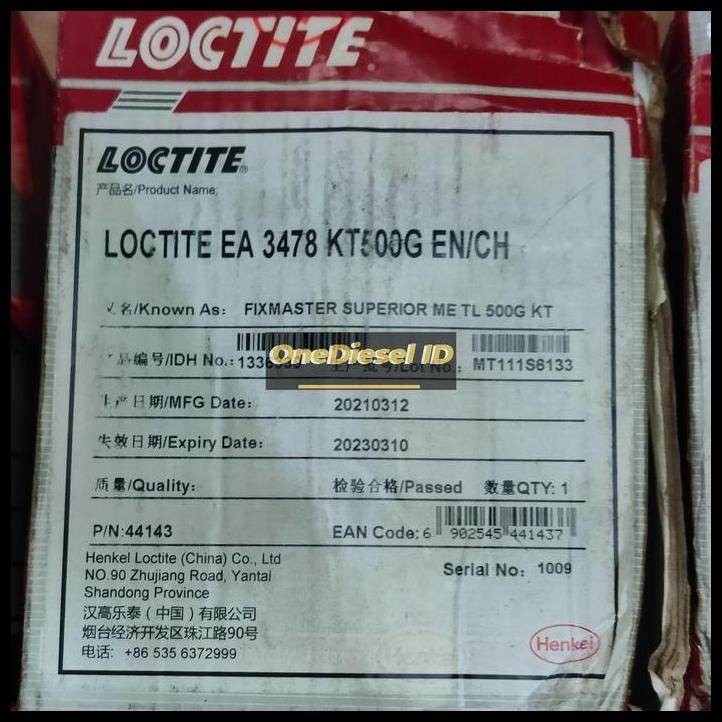 LOCTITE
LOCTITE®
产品名/Product Name:
LOCTITE EA 3478 KT500G EN/CH
名/Known As: FIXMASTER SUPERIOR ME TL 500G KT
品编号/IDH No.: MT111S6133
OneDiesel ID
生产日期/MFG Date: 20210312
失效日期/Expiry Date: 20230310
质量/Quality: 检验合格/Passed 数量QTY: 1
P/N:44143 EAN Code: 6 902545 441437
Henkel Loctite (China) Co., Ltd
NO.90 Zhujiang Road, Yantai
Shandong Province
Serial No: 1009
汉高乐泰（中国）有限公司
烟台经济开发区珠江路90号
电话: +86 535 6372999
Henkel